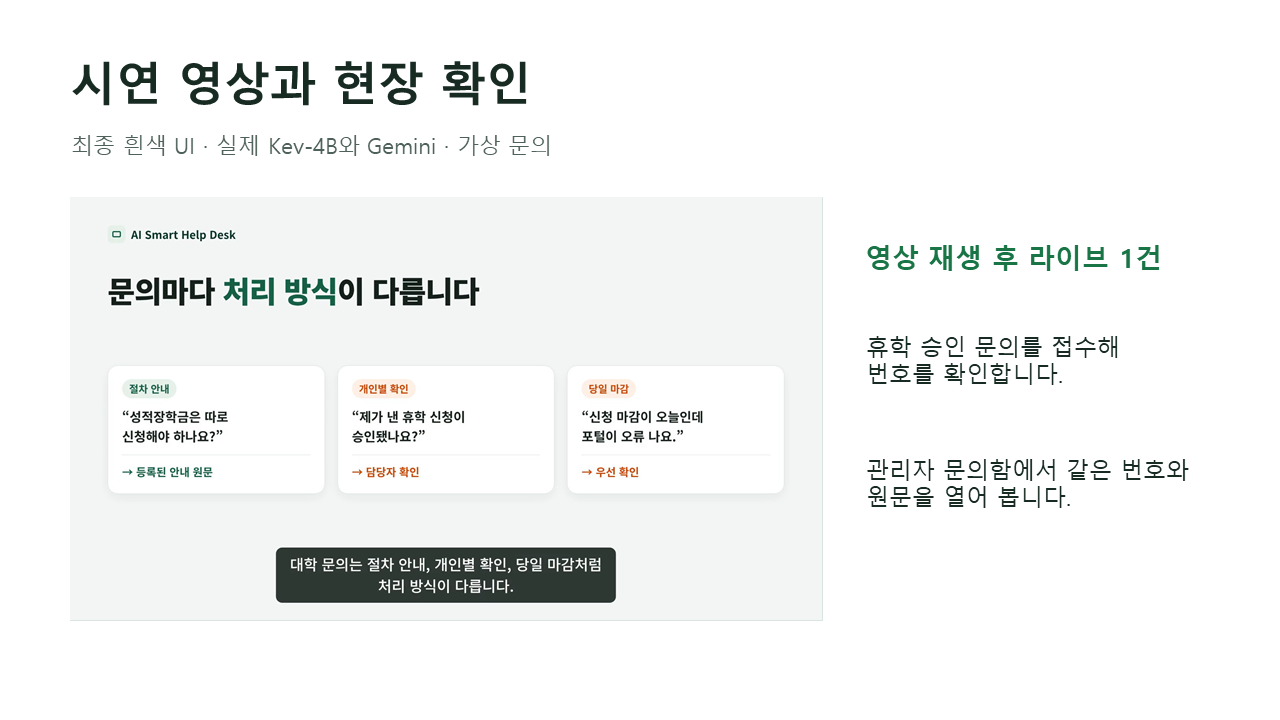 시연 영상과 현장 확인
최종 흰색 UI · 실제 Kev-4B와 Gemini · 가상 문의
AI Smart Help Desk
문의마다 처리 방식이 다릅니다
절차 안내
“성적장학금은 따로
신청해야 하나요?”
→ 등록된 안내 원문
개인별 확인
“제가 낸 휴학 신청이
승인됐나요?”
→ 담당자 확인
당일 마감
“신청 마감이 오늘인데
포털이 오류 나요.”
→ 우선 확인
대학 문의는 절차 안내, 개인별 확인, 당일 마감처럼
처리 방식이 다릅니다.
영상 재생 후 라이브 1건
휴학 승인 문의를 접수해
번호를 확인합니다.
관리자 문의함에서 같은 번호와
원문을 열어 봅니다.